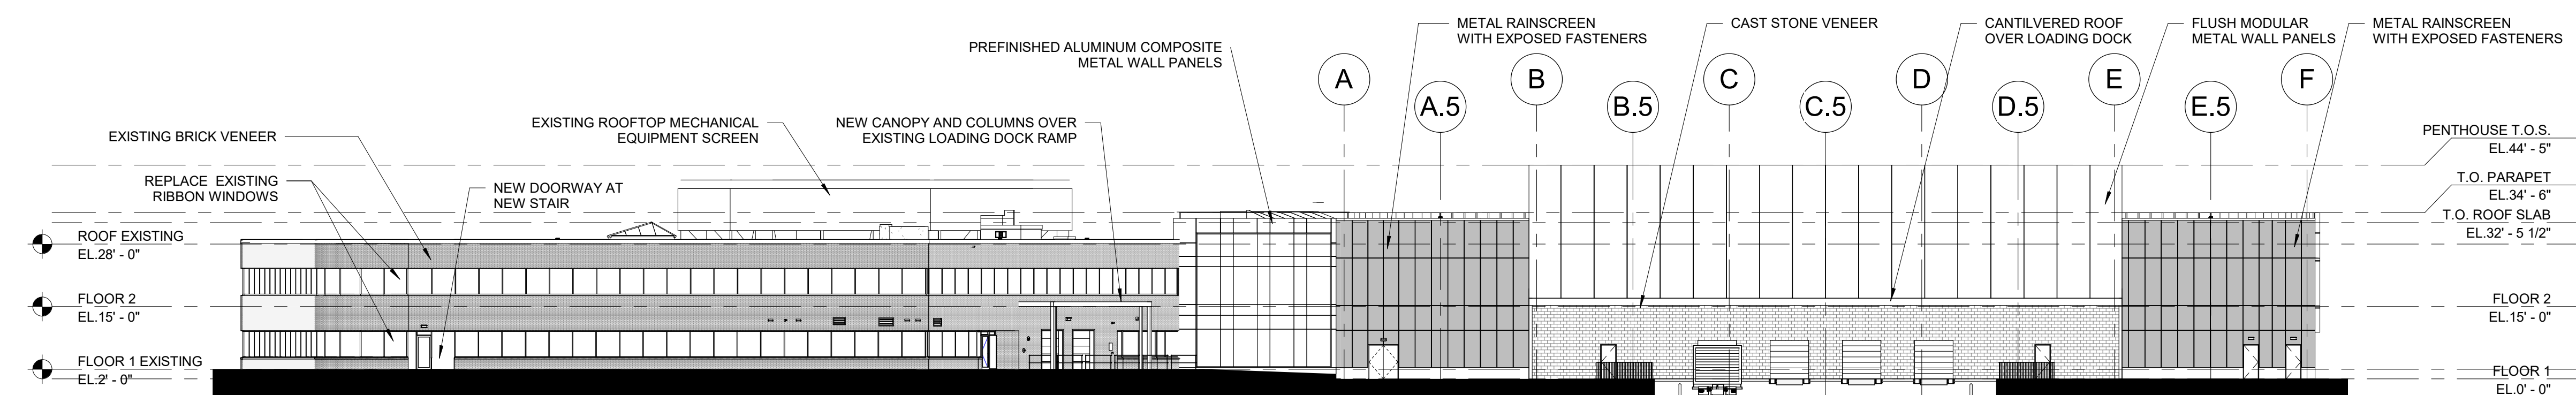 METAL RAINSCREEN
WITH EXPOSED FASTENERS
CAST STONE VENEER
CANTILVERED ROOF
OVER LOADING DOCK
FLUSH MODULAR
METAL WALL PANELS
METAL RAINSCREEN
WITH EXPOSED FASTENERS
PREFINISHED ALUMINUM COMPOSITE
METAL WALL PANELS
A
A.5
B
B.5
C
C.5
D
D.5
E
E.5
F
EXISTING BRICK VENEER
EXISTING ROOFTOP MECHANICAL
EQUIPMENT SCREEN
NEW CANOPY AND COLUMNS OVER
EXISTING LOADING DOCK RAMP
REPLACE EXISTING
RIBBON WINDOWS
NEW DOORWAY AT
NEW STAIR
ROOF EXISTING
EL.28' - 0"
FLOOR 2
EL.15' - 0"
FLOOR 1 EXISTING
EL.2' - 0"
PENTHOUSE T.O.S.
EL.44' - 5"
T.O. PARAPET
EL.34' - 6"
T.O. ROOF SLAB
EL.32' - 5 1/2"
FLOOR 2
EL.15' - 0"
FLOOR 1
EL.0' - 0"